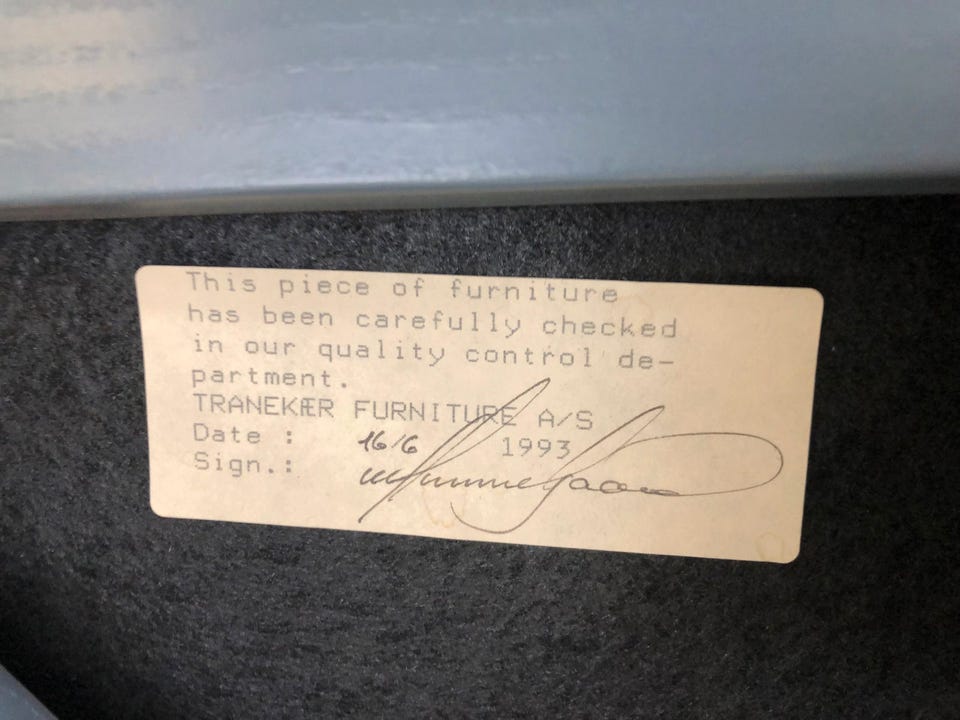 This piece of furniture
has been carefully checked
in our quality control de-
partment.
TRANEKÆR FURNITURE A/S
Date : 16/6 1993
Sign.: